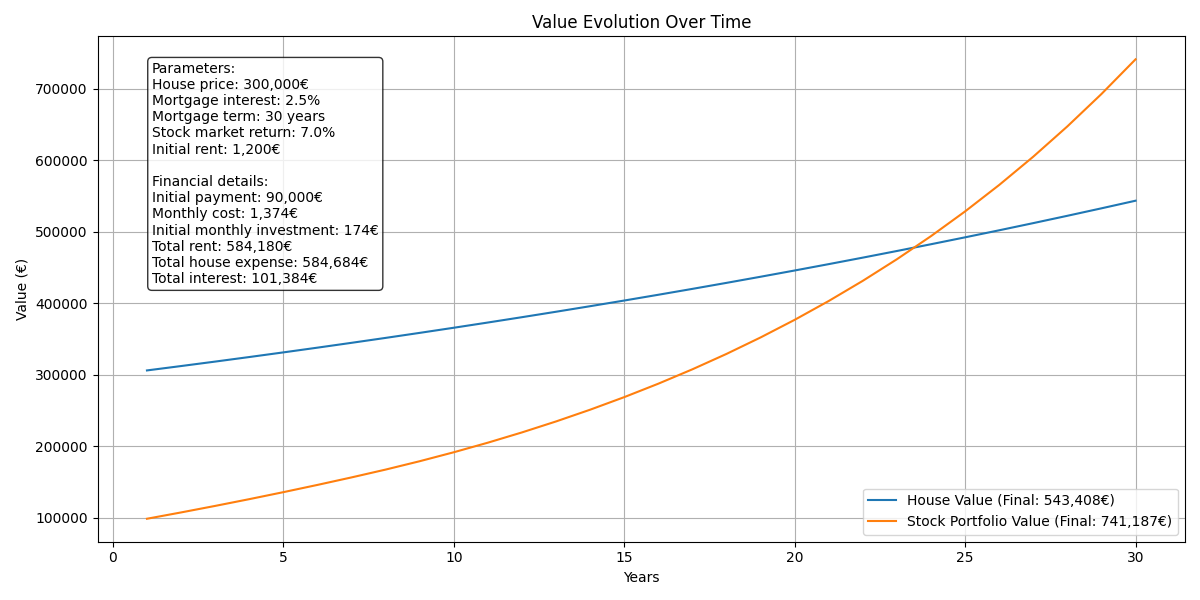 Value Evolution Over Time
Parameters:
House price: 300,000€
Mortgage interest: 2.5%
Mortgage term: 30 years
Stock market return: 7.0%
Initial rent: 1,200€
Financial details:
Initial payment: 90,000€
Monthly cost: 1,374€
Initial monthly investment: 174€
Total rent: 584,180€
Total house expense: 584,684€
Total interest: 101,384€
Value (€)
700000
600000
500000
400000
300000
200000
100000
House Value (Final: 543,408€)
Stock Portfolio Value (Final: 741,187€)
0 5 10 15 20 25 30
Years